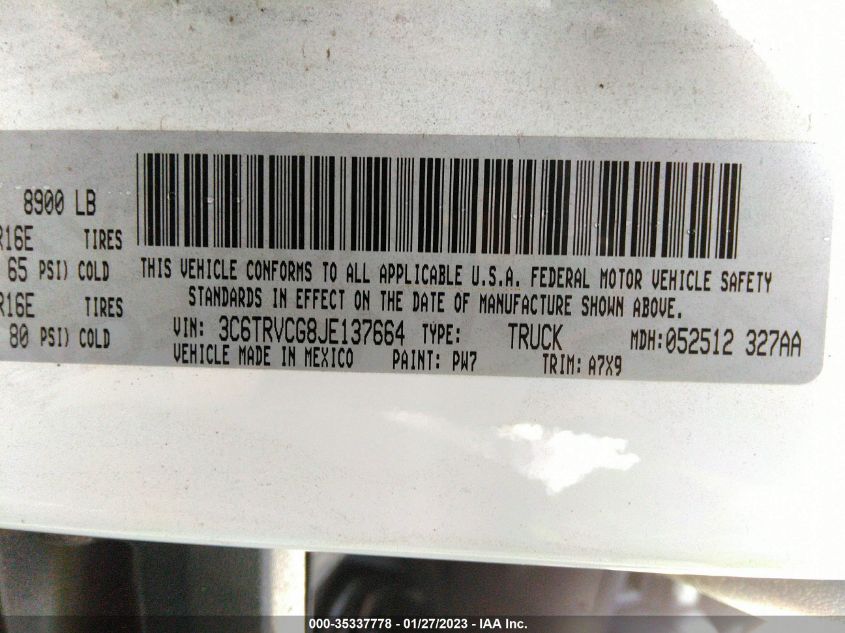 8900 LB
R16E TIRES
65 PSI) COLD
R16E TIRES
80 PSI) COLD
THIS VEHICLE CONFORMS TO ALL APPLICABLE U.S.A. FEDERAL MOTOR VEHICLE SAFETY
STANDARDS IN EFFECT ON THE DATE OF MANUFACTURE SHOWN ABOVE.
VIN: 3C6TRVCG8JE137664 TYPE: TRUCK MDH: 052512 327AA
VEHICLE MADE IN MEXICO PAINT: PW7 TRIM: A7X9
000-35337778 - 01/27/2023 - IAA Inc.